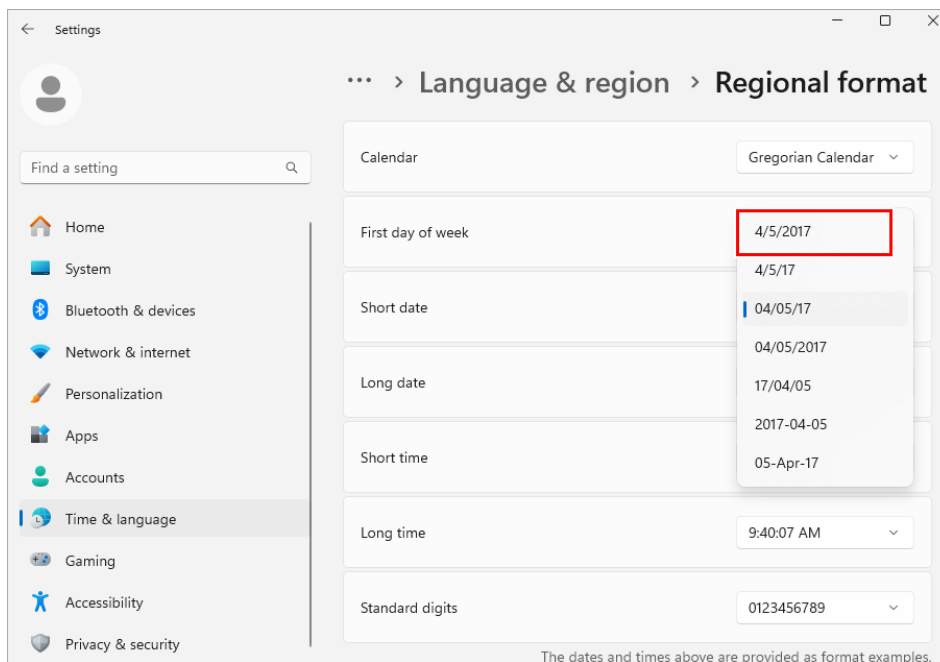 Settings
··· > Language & region > Regional format
Find a setting
Home
System
Bluetooth & devices
Network & internet
Personalization
Apps
Accounts
Time & language
Gaming
Accessibility
Privacy & security
Calendar
Gregorian Calendar
First day of week
Short date
Long date
Short time
4/5/2017
4/5/17
04/05/17
04/05/2017
17/04/05
2017-04-05
05-Apr-17
Long time
9:40:07 AM
Standard digits
0123456789
The dates and times above are provided as format examples.